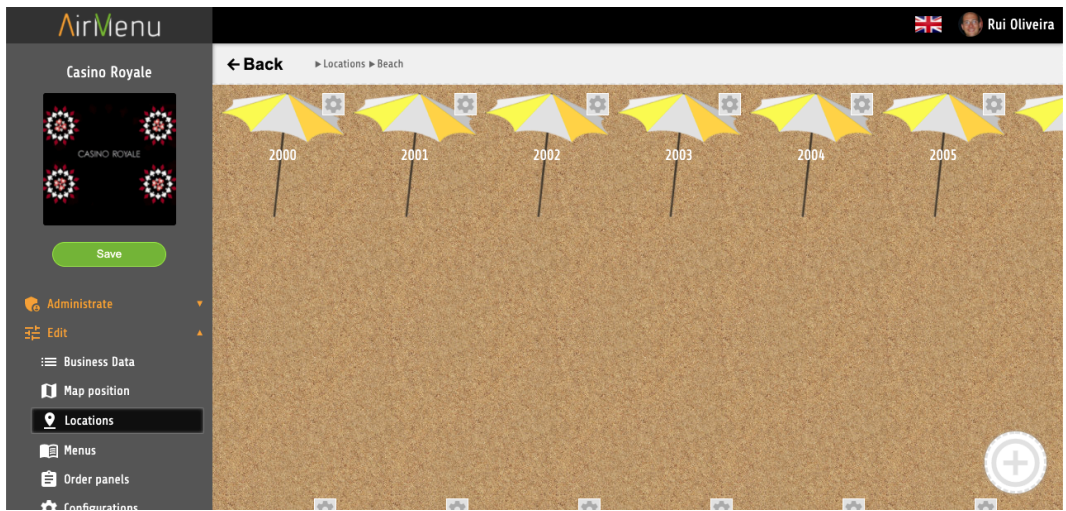 AirMenu
Rui Oliveira
Casino Royale
← Back
▶ Locations ▶ Beach
CASINO ROYALE
2000
2001
2002
2003
2004
2005
Save
Administrate
Edit
Business Data
Map position
Locations
Menus
Order panels
Configurations